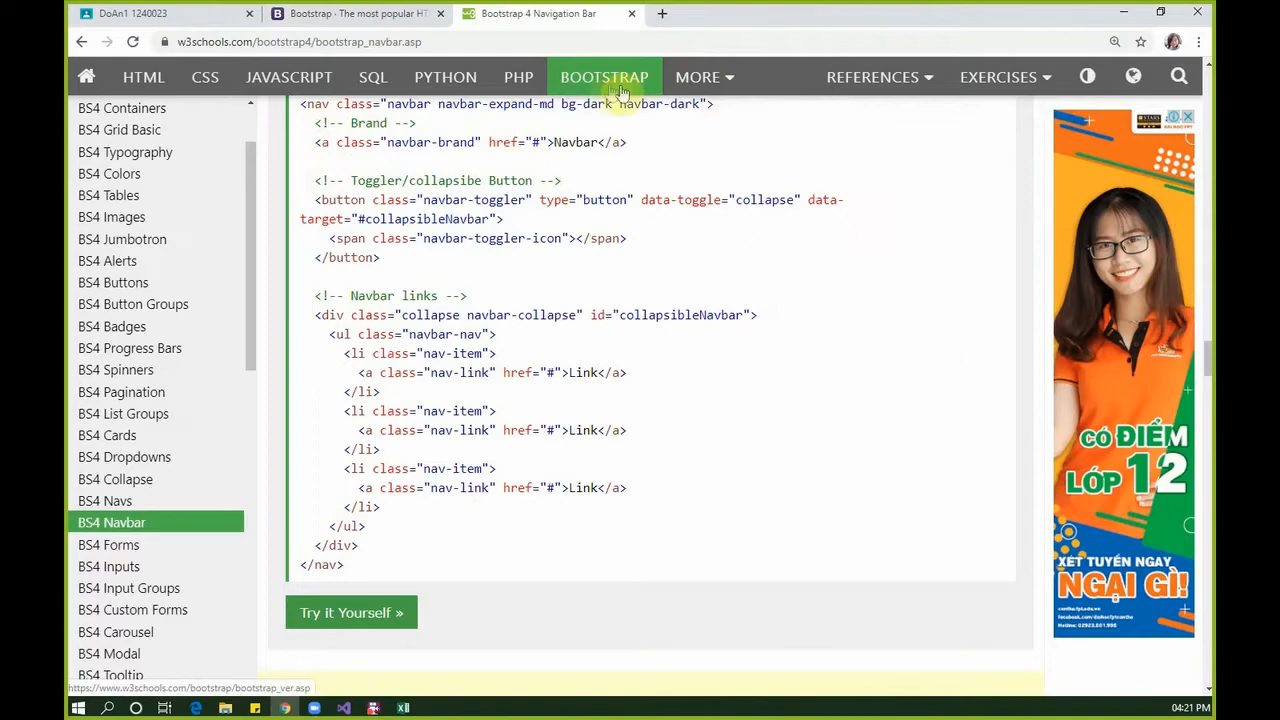 DoAn1 1240023
Bootstrap · The most popular HT
Bootstrap 4 Navigation Bar
w3schools.com/bootstrap4/bootstrap_navbar.asp
HTML CSS JAVASCRIPT SQL PYTHON PHP BOOTSTRAP MORE REFERENCES EXERCISES
BS4 Containers
BS4 Grid Basic
BS4 Typography
BS4 Colors
BS4 Tables
BS4 Images
BS4 Jumbotron
BS4 Alerts
BS4 Buttons
BS4 Button Groups
BS4 Badges
BS4 Progress Bars
BS4 Spinners
BS4 Pagination
BS4 List Groups
BS4 Cards
BS4 Dropdowns
BS4 Collapse
BS4 Navs
BS4 Navbar
BS4 Forms
BS4 Inputs
BS4 Input Groups
BS4 Custom Forms
BS4 Carousel
BS4 Modal
BS4 Tooltip
<nav class="navbar navbar-expand-md bg-dark navbar-dark">
<!-- Brand -->
<a class="navbar-brand" href="#">Navbar</a>
<!-- Toggler/collapsibe Button -->
<button class="navbar-toggler" type="button" data-toggle="collapse" data-
target="#collapsibleNavbar">
<span class="navbar-toggler-icon"></span>
</button>
<!-- Navbar links -->
<div class="collapse navbar-collapse" id="collapsibleNavbar">
<ul class="navbar-nav">
<li class="nav-item">
<a class="nav-link" href="#">Link</a>
</li>
<li class="nav-item">
<a class="nav-link" href="#">Link</a>
</li>
<li class="nav-item">
<a class="nav-link" href="#">Link</a>
</li>
</ul>
</div>
</nav>
Try it Yourself »
CÓ ĐIỂM
LỚP 12
XÉT TUYỂN NGAY
NGẠI GÌ!
https://www.w3schools.com/bootstrap/bootstrap_ver.asp
04:21 PM